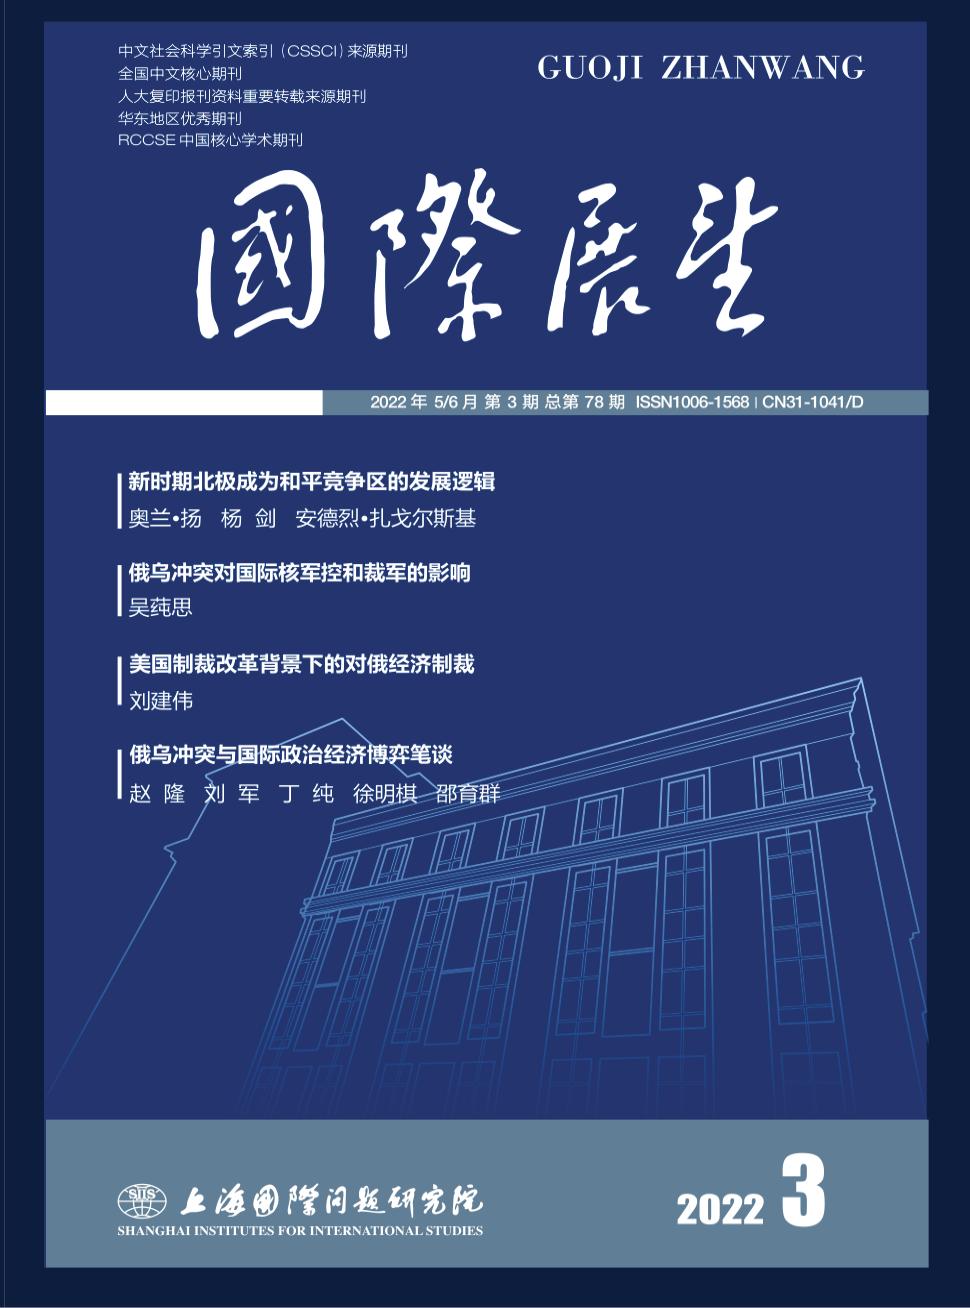 中文社会科学引文索引（CSSCI）来源期刊
全国中文核心期刊
人大复印报刊资料重要转载来源期刊
华东地区优秀期刊
RCCSE 中国核心学术期刊
GUOJI ZHANWANG
國際展望
2022 年 5/6 月 第 3 期 总第 78 期 ISSN1006-1568 | CN31-1041/D
新时期北极成为和平竞争区的发展逻辑
奥兰•扬 杨 剑 安德烈•扎戈尔斯基
俄乌冲突对国际核军控和裁军的影响
吴莼思
美国制裁改革背景下的对俄经济制裁
刘建伟
俄乌冲突与国际政治经济博弈笔谈
赵 隆 刘 军 丁 纯 徐明棋 邵育群
SIIS 上海國際问题研究院
SHANGHAI INSTITUTES FOR INTERNATIONAL STUDIES
2022 3